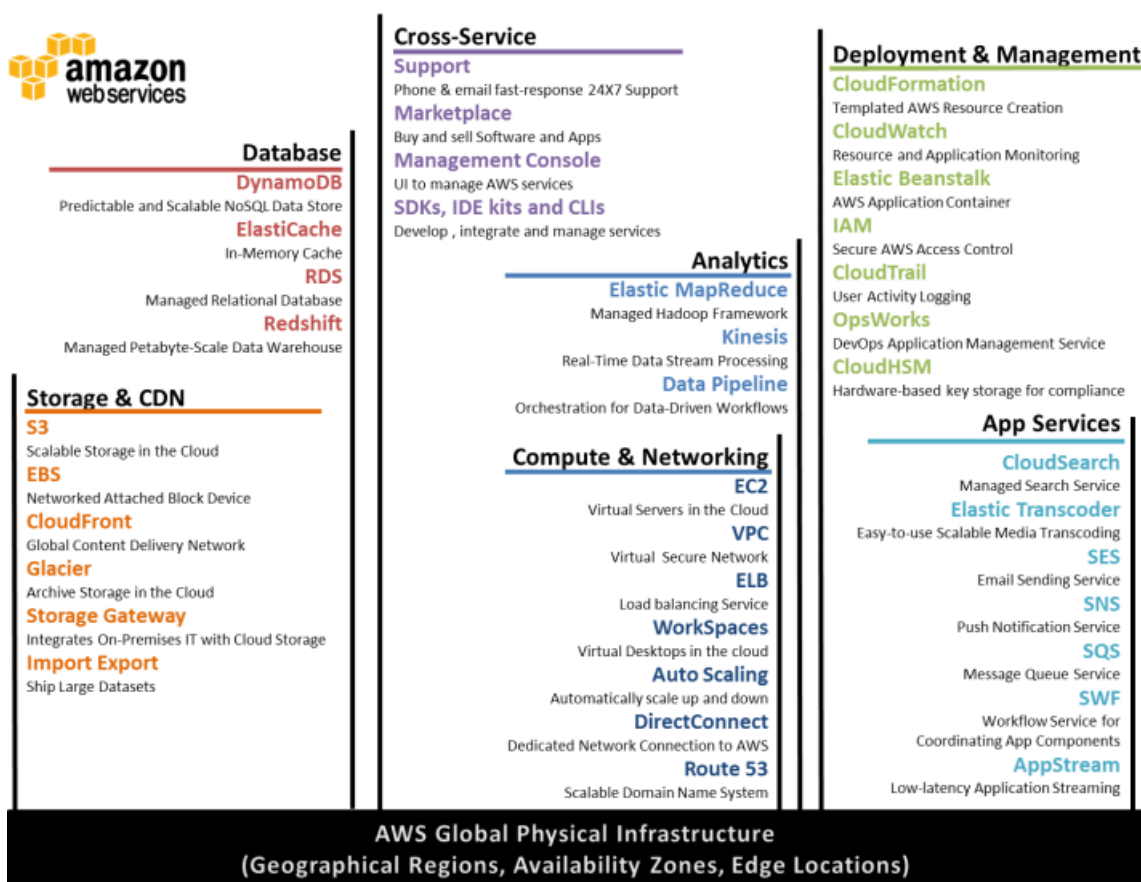 amazon
web services
Database
DynamoDB
Predictable and Scalable NoSQL Data Store
ElastiCache
In-Memory Cache
RDS
Managed Relational Database
Redshift
Managed Petabyte-Scale Data Warehouse
Storage & CDN
S3
Scalable Storage in the Cloud
EBS
Networked Attached Block Device
CloudFront
Global Content Delivery Network
Glacier
Archive Storage in the Cloud
Storage Gateway
Integrates On-Premises IT with Cloud Storage
Import Export
Ship Large Datasets
Cross-Service
Support
Phone & email fast-response 24X7 Support
Marketplace
Buy and sell Software and Apps
Management Console
UI to manage AWS services
SDKs, IDE kits and CLIs
Develop , integrate and manage services
Analytics
Elastic MapReduce
Managed Hadoop Framework
Kinesis
Real-Time Data Stream Processing
Data Pipeline
Orchestration for Data-Driven Workflows
Compute & Networking
EC2
Virtual Servers in the Cloud
VPC
Virtual Secure Network
ELB
Load balancing Service
WorkSpaces
Virtual Desktops in the cloud
Auto Scaling
Automatically scale up and down
DirectConnect
Dedicated Network Connection to AWS
Route 53
Scalable Domain Name System
Deployment & Management
CloudFormation
Templated AWS Resource Creation
CloudWatch
Resource and Application Monitoring
Elastic Beanstalk
AWS Application Container
IAM
Secure AWS Access Control
CloudTrail
User Activity Logging
OpsWorks
DevOps Application Management Service
CloudHSM
Hardware-based key storage for compliance
App Services
CloudSearch
Managed Search Service
Elastic Transcoder
Easy-to-use Scalable Media Transcoding
SES
Email Sending Service
SNS
Push Notification Service
SQS
Message Queue Service
SWF
Workflow Service for
Coordinating App Components
AppStream
Low-latency Application Streaming
AWS Global Physical Infrastructure
(Geographical Regions, Availability Zones, Edge Locations)